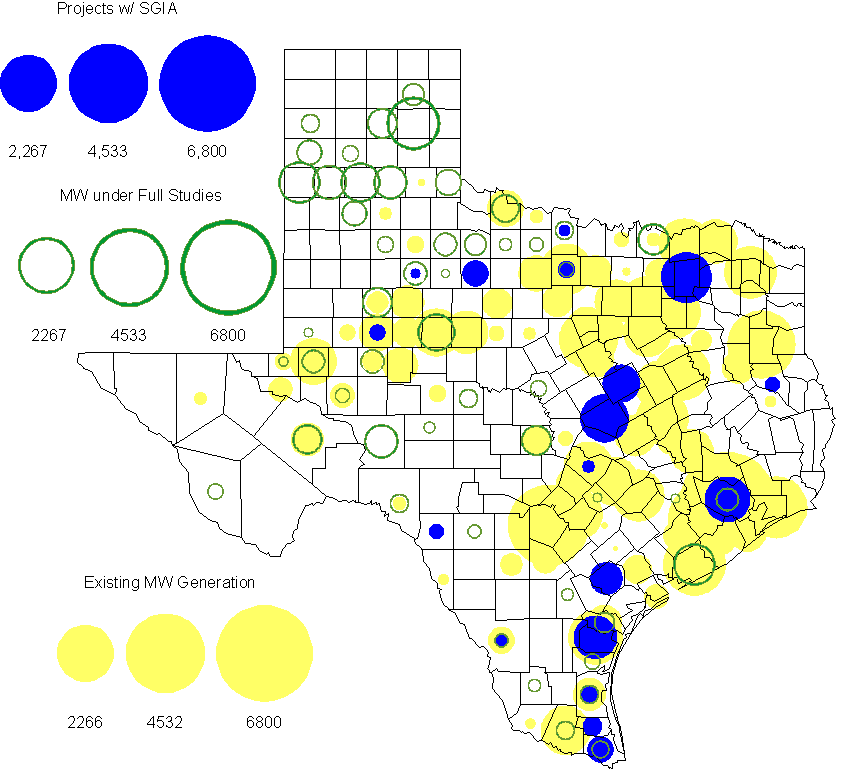 Projects w/ SGIA
2,267 4,533 6,800
MW under Full Studies
2267 4533 6800
Existing MW Generation
2266 4532 6800